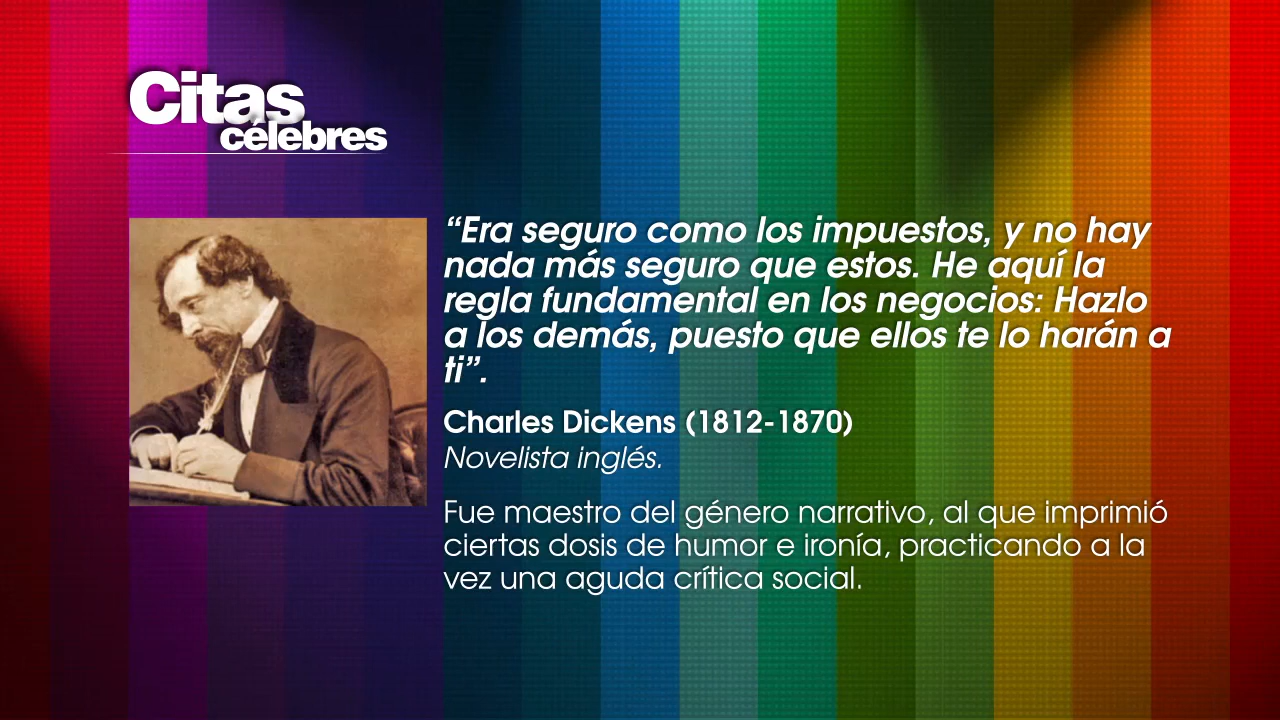 Citas
célebres
“Era seguro como los impuestos, y no hay
nada más seguro que estos. He aquí la
regla fundamental en los negocios: Hazlo
a los demás, puesto que ellos te lo harán a
ti”.
Charles Dickens (1812-1870)
Novelista inglés.
Fue maestro del género narrativo, al que imprimió
ciertas dosis de humor e ironía, practicando a la
vez una aguda crítica social.